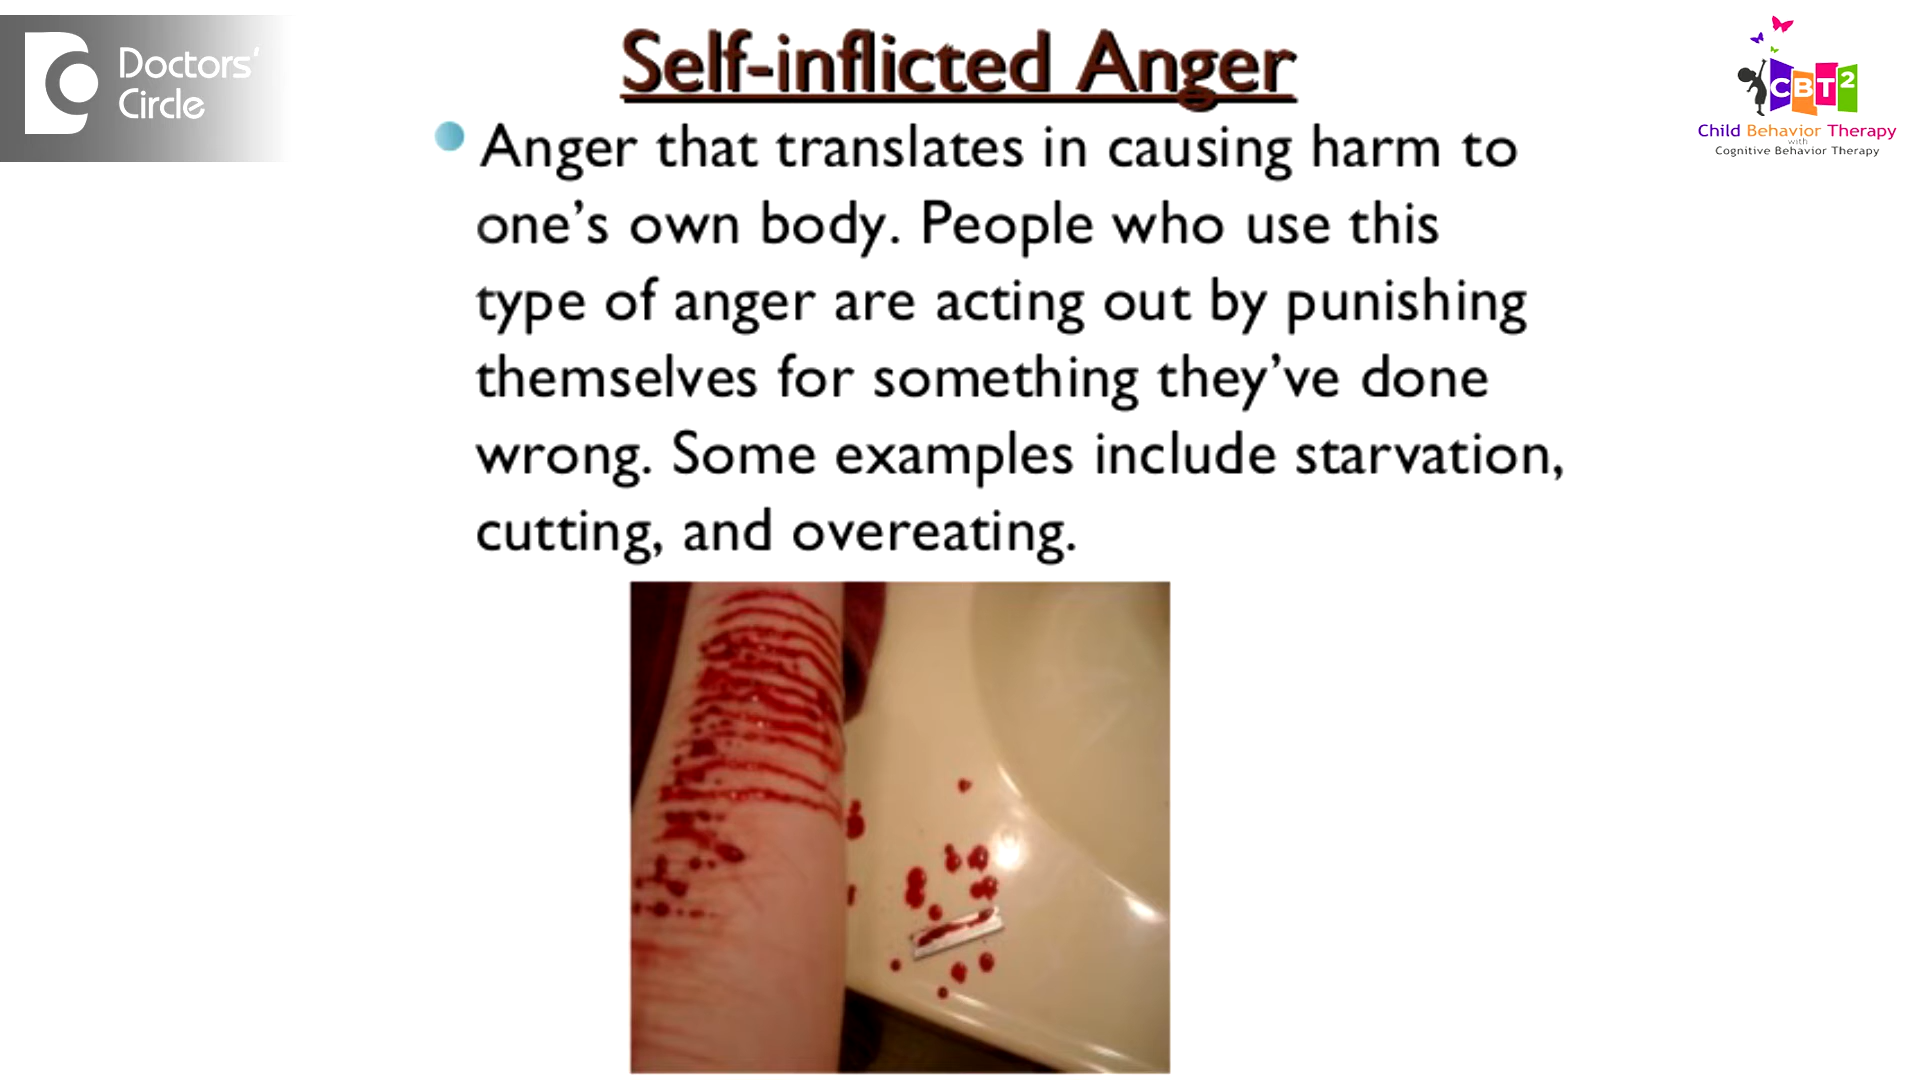 Doctors'
Circle
Self-inflicted Anger
CBT2
Child Behavior Therapy
with
Cognitive Behavior Therapy
Anger that translates in causing harm to
one's own body. People who use this
type of anger are acting out by punishing
themselves for something they've done
wrong. Some examples include starvation,
cutting, and overeating.